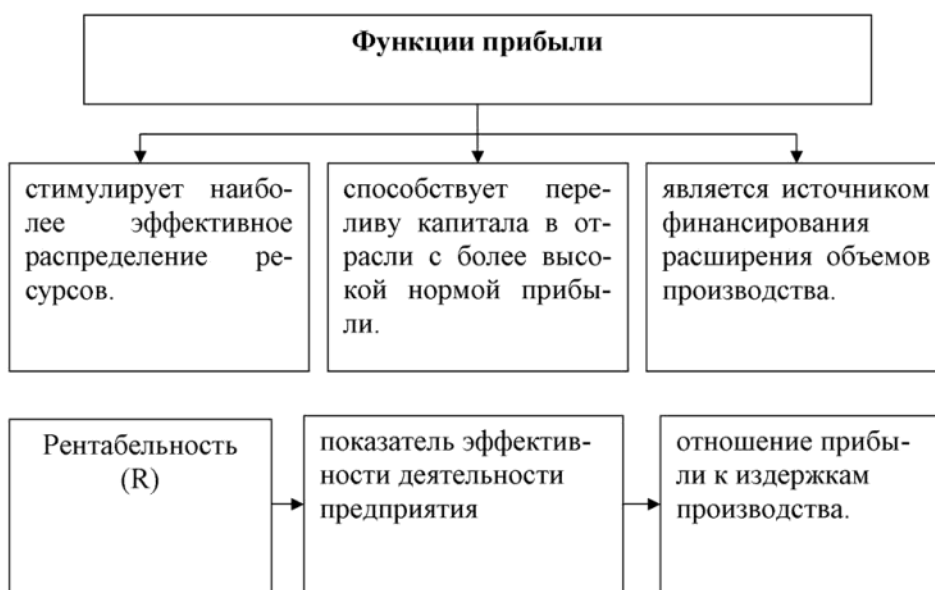 Функции прибыли
стимулирует наибо-
лее эффективное
распределение ре-
сурсов.
способствует пере-
ливу капитала в от-
расли с более высо-
кой нормой прибы-
ли.
является источником
финансирования
расширения объемов
производства.
Рентабельность
(R)
показатель эффектив-
ности деятельности
предприятия
отношение прибы-
ли к издержкам
производства.